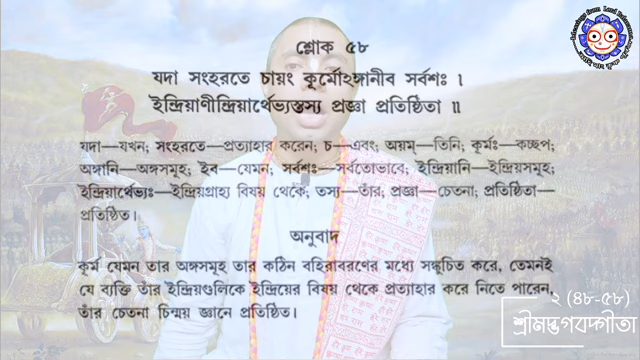 শ্লোক ৫৮
যদা সংহরতে চায়ং কূর্মোহঙ্গানীব সর্বশঃ ৷
ইন্দ্রিয়াণীন্দ্রিয়ার্থেভ্যস্তস্য প্রজ্ঞা প্রতিষ্ঠিতা ॥
যদা—যখন; সংহরতে—প্রত্যাহার করেন; চ—এবং; অয়ম্—তিনি; কূর্মঃ—কচ্ছপ;
অঙ্গানি—অঙ্গসমূহ; ইব—যেমন; সর্বশঃ—সর্বতোভাবে; ইন্দ্রিয়ানি—ইন্দ্রিয়সমূহ;
ইন্দ্রিয়ার্থেভ্যঃ—ইন্দ্রিয়গ্রাহ্য বিষয় থেকে; তস্য—তাঁর; প্রজ্ঞা—চেতনা; প্রতিষ্ঠিতা—
প্রতিষ্ঠিত।
অনুবাদ
কূর্ম যেমন তার অঙ্গসমূহ তার কঠিন বহিরাবরণের মধ্যে সঙ্কুচিত করে, তেমনই
যে ব্যক্তি তাঁর ইন্দ্রিয়গুলিকে ইন্দ্রিয়ের বিষয় থেকে প্রত্যাহার করে নিতে পারেন,
তাঁর চেতনা চিন্ময় জ্ঞানে প্রতিষ্ঠিত।
২ (৪৮-৫৮)
শ্রীমদ্ভগবদ্গীতা